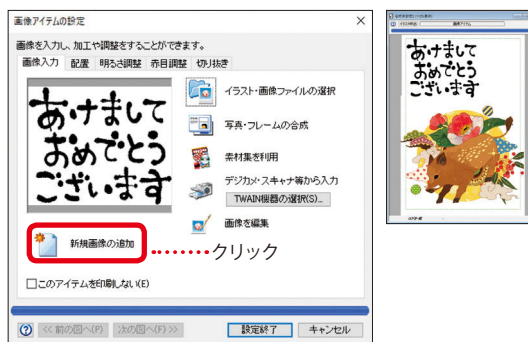 画像アイテムの設定
画像を入力し、加工や調整をすることができます。
画像入力 配置 明るさ調整 赤目調整 切り抜き
あけまして
おめでとう
ございます
イラスト・画像ファイルの選択
写真・フレームの合成
素材集を利用
デジカメ・スキャナ等から入力
TWAIN機器の選択(S)...
画像を編集
新規画像の追加
クリック
このアイテムを印刷しない(E)
<< 前の図へ(P) 次の図へ(F) >> 設定終了 キャンセル
あけまして
おめでとう
ございます